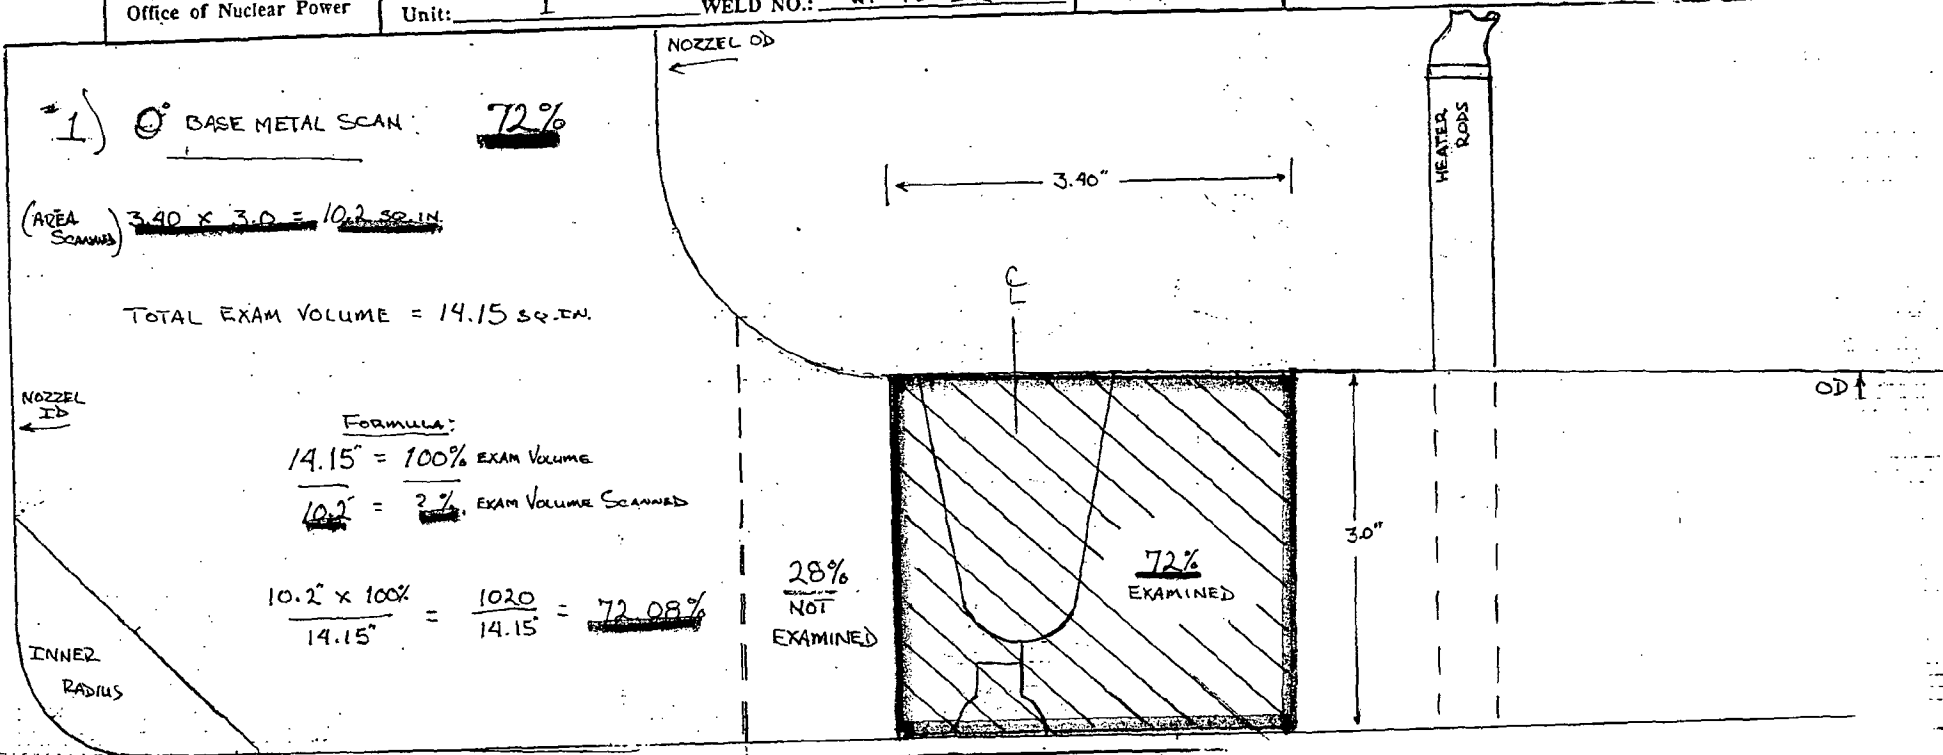 Office of Nuclear Power
Unit: 1
WELD NO.:
NOZZEL OD
#1) 0° BASE METAL SCAN: 72%
3.40"
HEATER
RODS
(AREA
SCANNED) 3.40 x 3.0 = 10.2 SQ.IN.
℄
TOTAL EXAM VOLUME = 14.15 SQ.IN.
OD
NOZZEL
ID
FORMULA:
14.15" = 100% EXAM VOLUME
10.2" = ?%. EXAM VOLUME SCANNED
3.0"
28%
NOT
EXAMINED
72%
EXAMINED
10.2" x 100% = 1020 = 72.08%
14.15" 14.15"
INNER
RADIUS